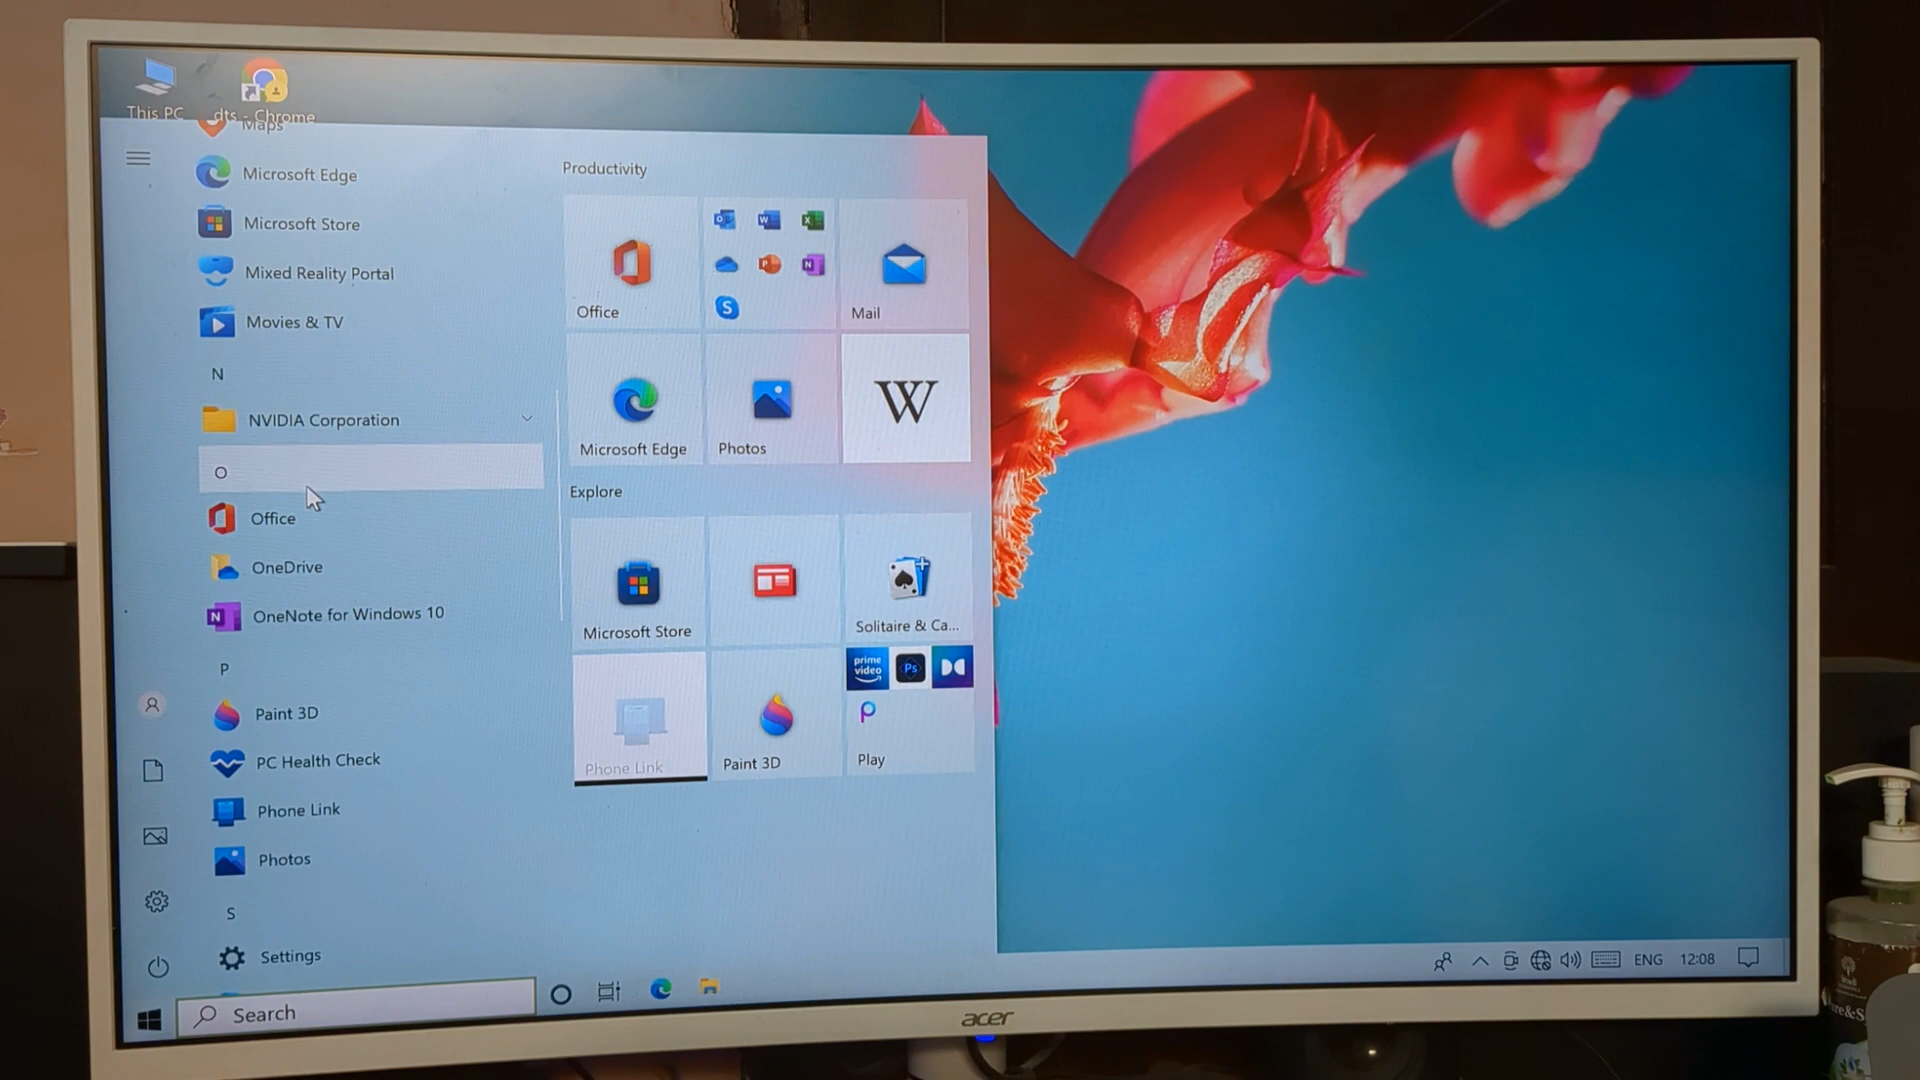 This PC
dts - Chrome
Maps
Microsoft Edge
Microsoft Store
Mixed Reality Portal
Movies & TV
N
NVIDIA Corporation
O
Office
OneDrive
OneNote for Windows 10
P
Paint 3D
PC Health Check
Phone Link
Photos
S
Settings
Productivity
Office
Mail
Microsoft Edge
Photos
W
Explore
Microsoft Store
Solitaire & Ca...
Phone Link
Paint 3D
prime video
Ps
Play
Search
ENG
12:08
acer